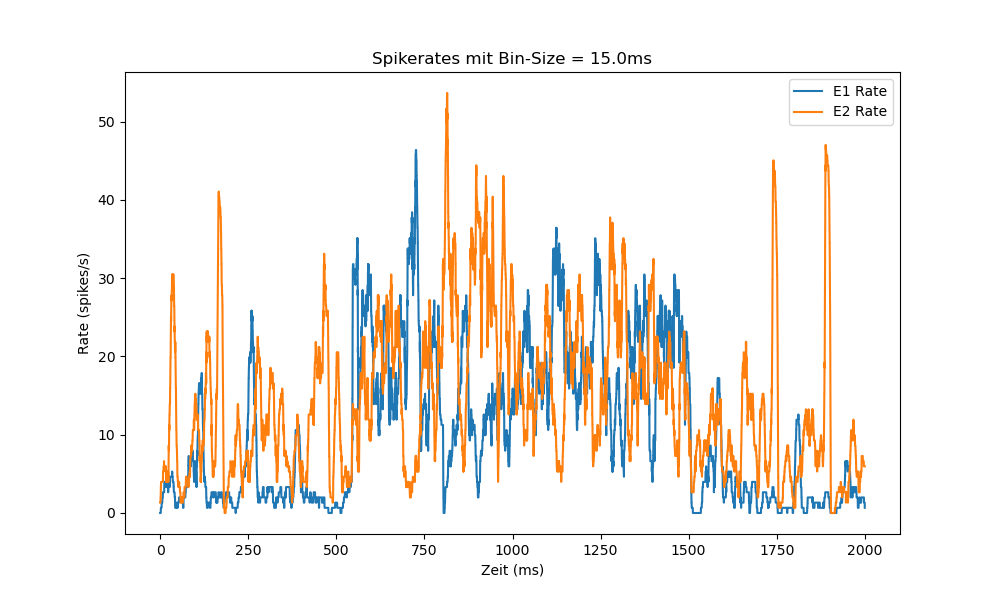 Spikerates mit Bin-Size = 15.0ms
E1 Rate
E2 Rate
Rate (spikes/s)
50
40
30
20
10
0
0 250 500 750 1000 1250 1500 1750 2000
Zeit (ms)